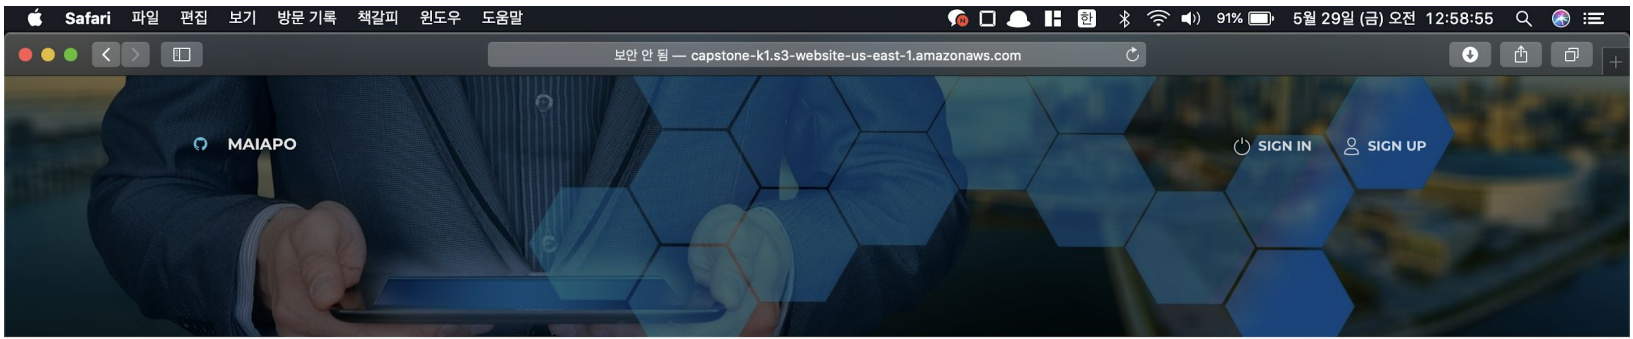 Safari 파일 편집 보기 방문 기록 책갈피 윈도우 도움말 한 91% 5월 29일 (금) 오전 12:58:55
보안 안 됨 — capstone-k1.s3-website-us-east-1.amazonaws.com
MAIAPO SIGN IN SIGN UP